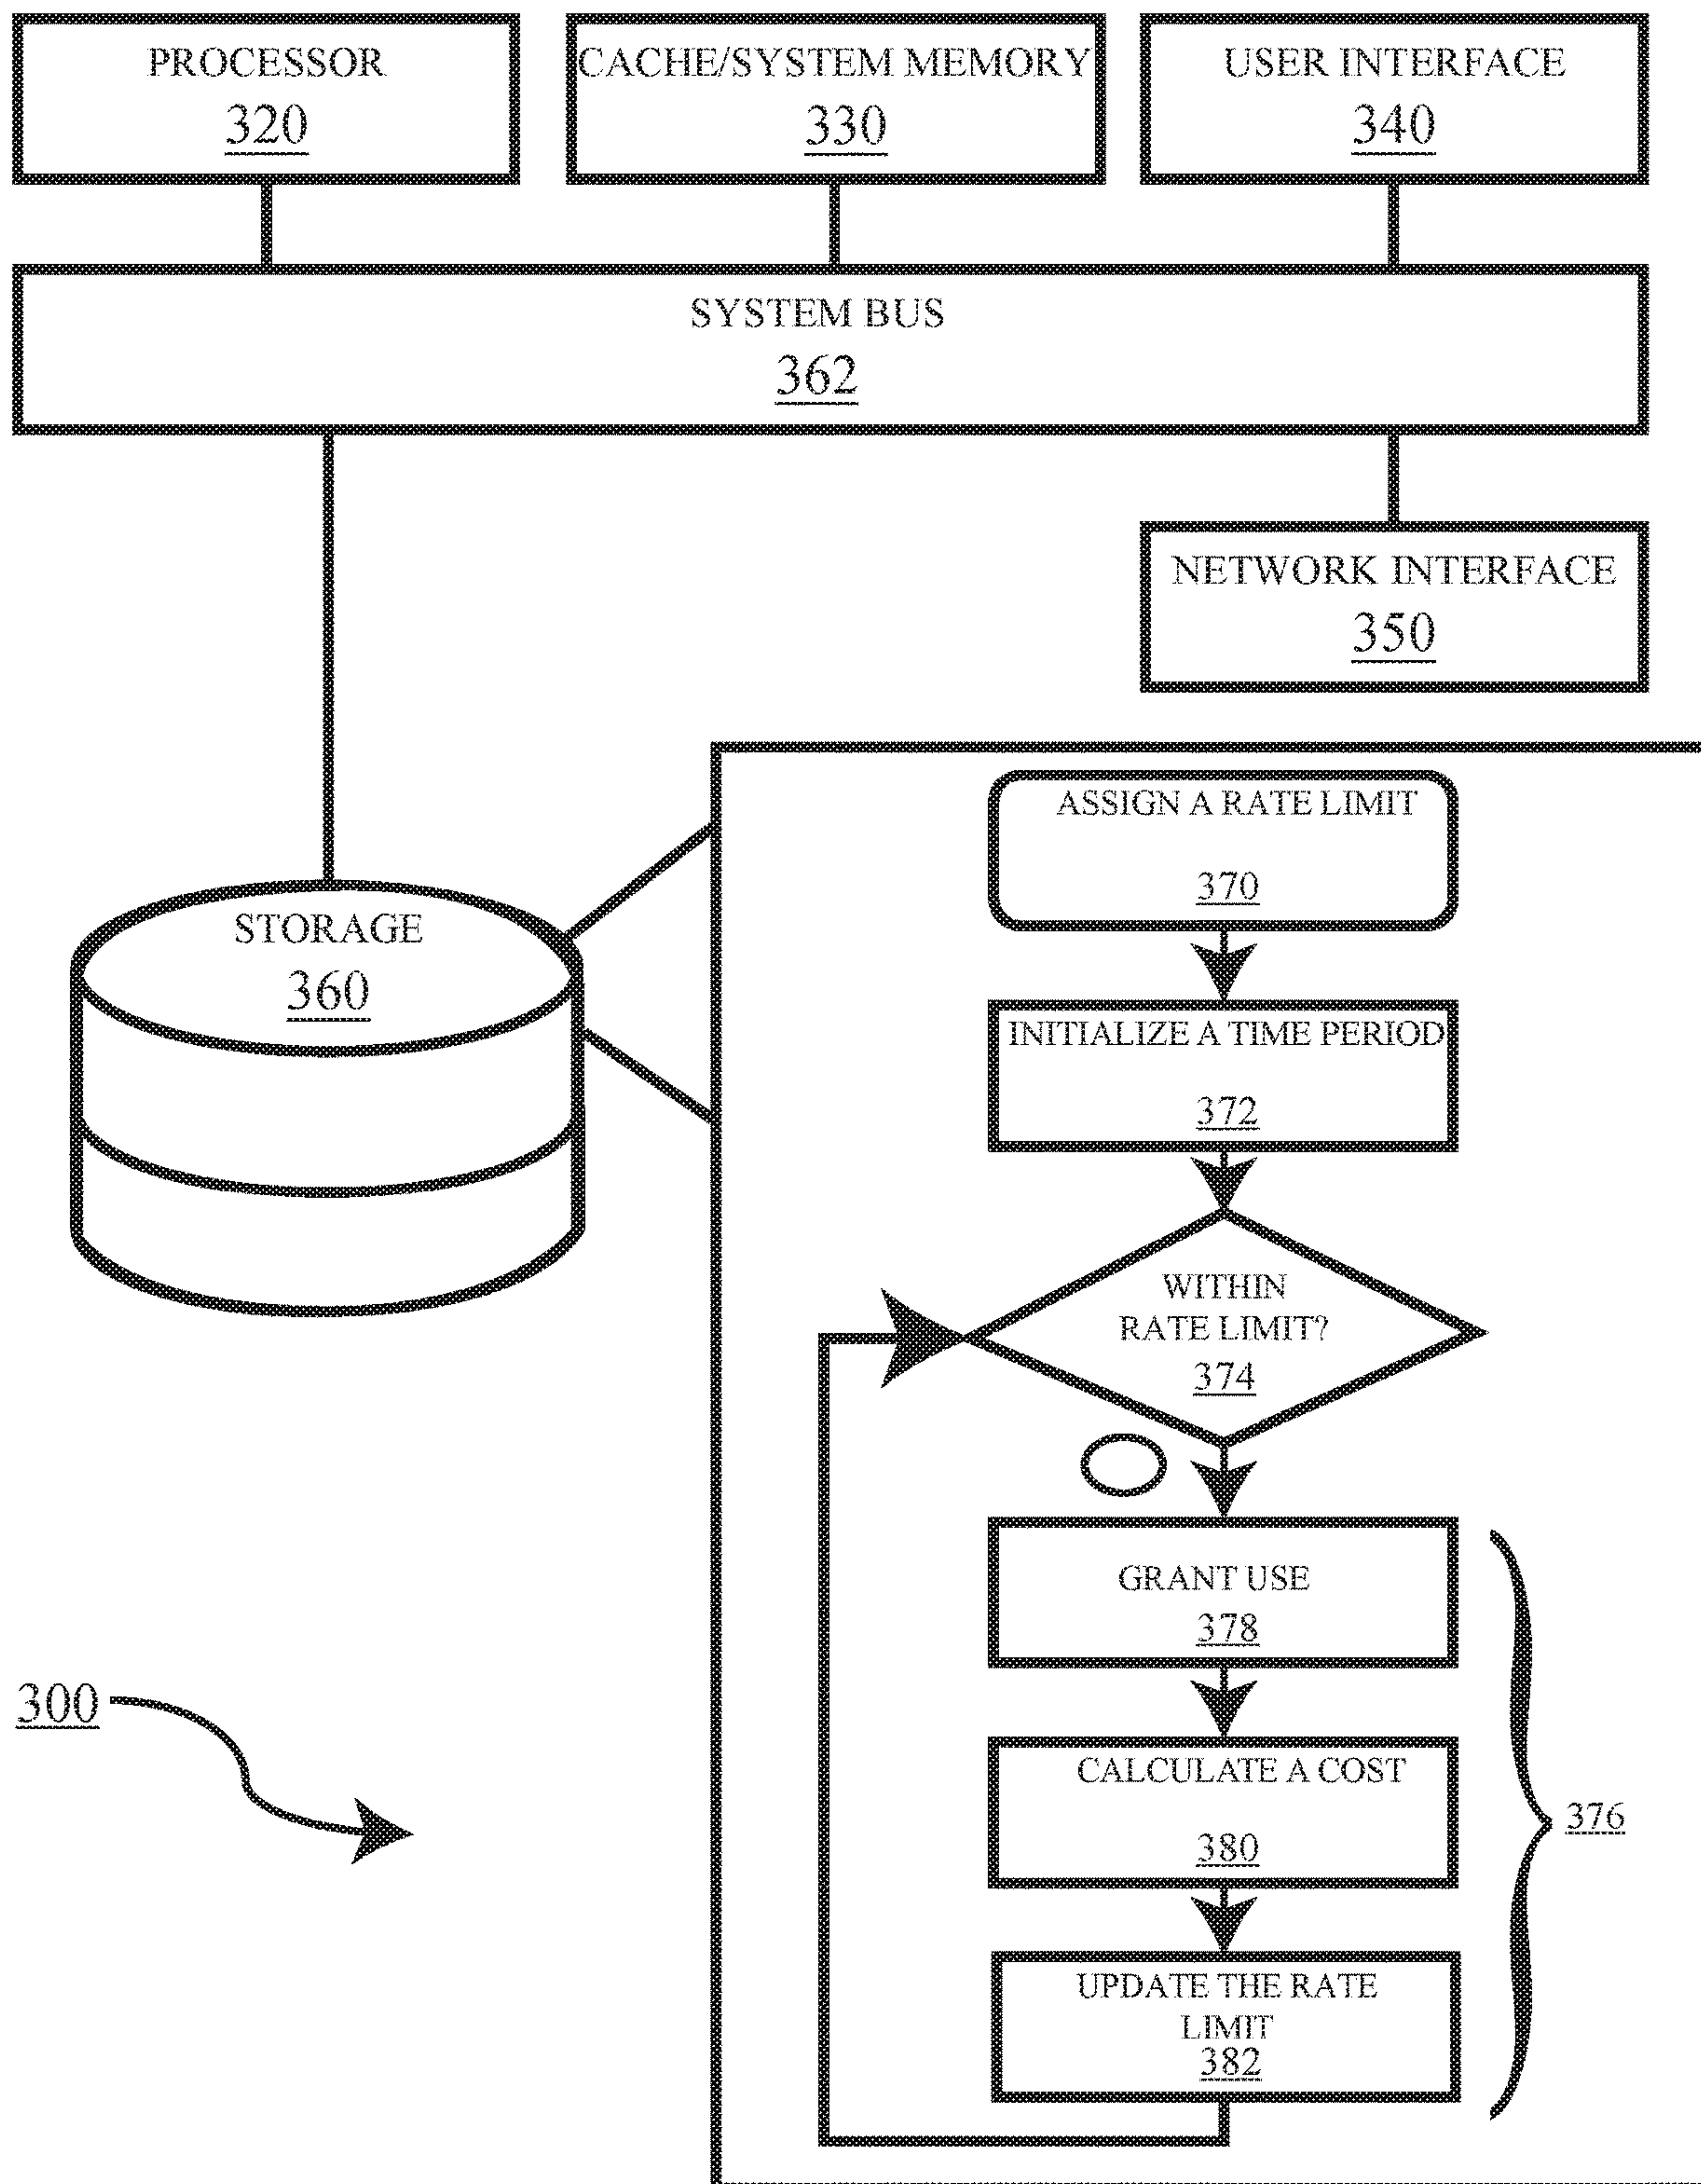 PROCESSOR
320
CACHE/SYSTEM MEMORY
330
USER INTERFACE
340
SYSTEM BUS
362
NETWORK INTERFACE
350
STORAGE
360
ASSIGN A RATE LIMIT
370
INITIALIZE A TIME PERIOD
372
WITHIN
RATE LIMIT?
374
GRANT USE
378
CALCULATE A COST
380
UPDATE THE RATE
LIMIT
382
376
300